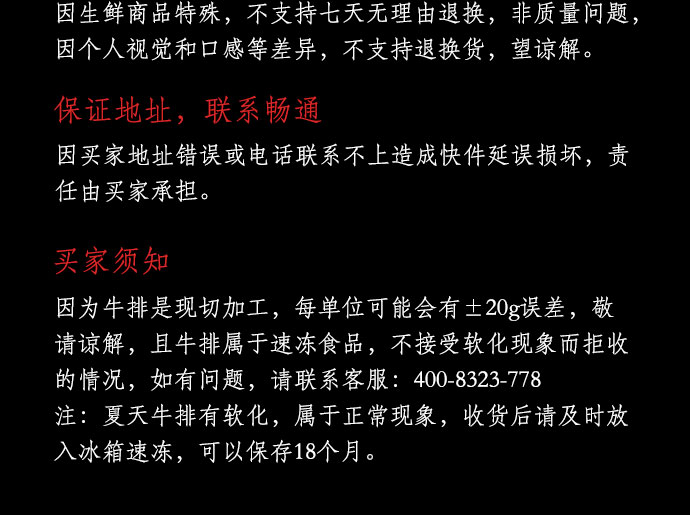 因生鲜商品特殊，不支持七天无理由退换，非质量问题，
因个人视觉和口感等差异，不支持退换货，望谅解。
保证地址，联系畅通
因买家地址错误或电话联系不上造成快件延误损坏，责
任由买家承担。
买家须知
因为牛排是现切加工，每单位可能会有±20g误差，敬
请谅解，且牛排属于速冻食品，不接受软化现象而拒收
的情况，如有问题，请联系客服：400-8323-778
注：夏天牛排有软化，属于正常现象，收货后请及时放
入冰箱速冻，可以保存18个月。